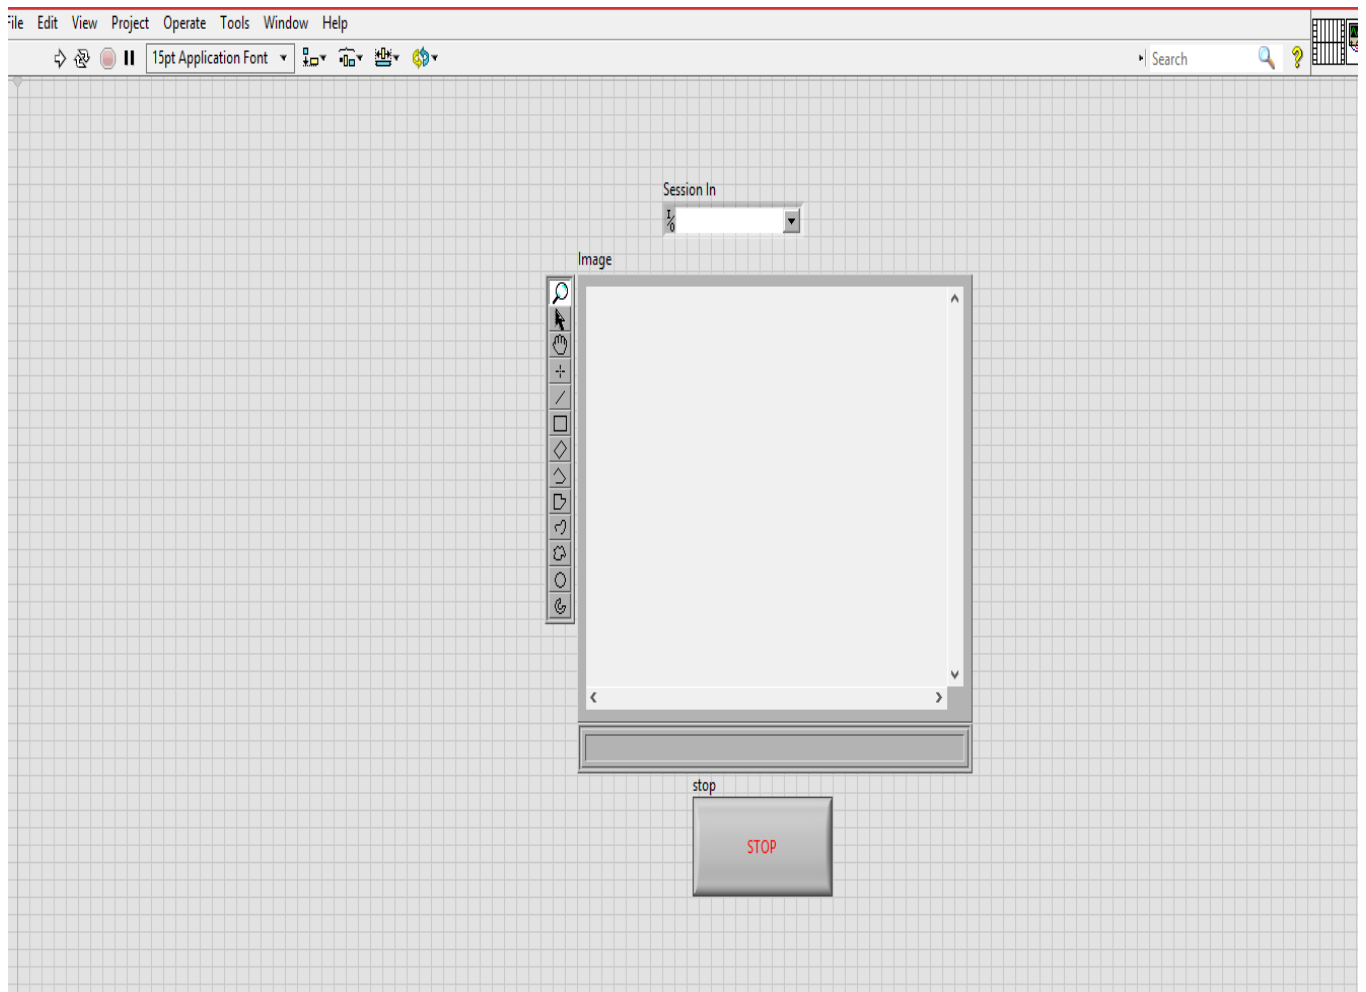 File Edit View Project Operate Tools Window Help
15pt Application Font
Search
Session In
Image
stop
STOP